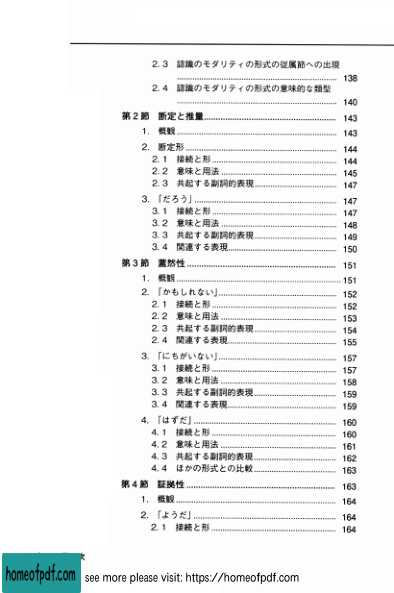 2. 3 認識のモダリティの形式の従属節への出現
138
2. 4 認識のモダリティの形式の意味的な類型
140
第2節 断定と推量 143
1. 概観 143
2. 断定形 144
2. 1 接続と形 144
2. 2 意味と用法 145
2. 3 共起する副詞的表現 147
3. 「だろう」 147
3. 1 接続と形 147
3. 2 意味と用法 148
3. 3 共起する副詞的表現 149
3. 4 関連する表現 150
第3節 蓋然性 151
1. 概観 151
2. 「かもしれない」 152
2. 1 接続と形 152
2. 2 意味と用法 153
2. 3 共起する副詞的表現 154
2. 4 関連する表現 155
3. 「にちがいない」 157
3. 1 接続と形 157
3. 2 意味と用法 158
3. 3 共起する副詞的表現 159
3. 4 関連する表現 159
4. 「はずだ」 160
4. 1 接続と形 160
4. 2 意味と用法 161
4. 3 共起する副詞的表現 162
4. 4 ほかの形式との比較 163
第4節 証拠性 163
1. 概観 164
2. 「ようだ」 164
2. 1 接続と形 164
homeofpdf.com see more please visit: https://homeofpdf.com